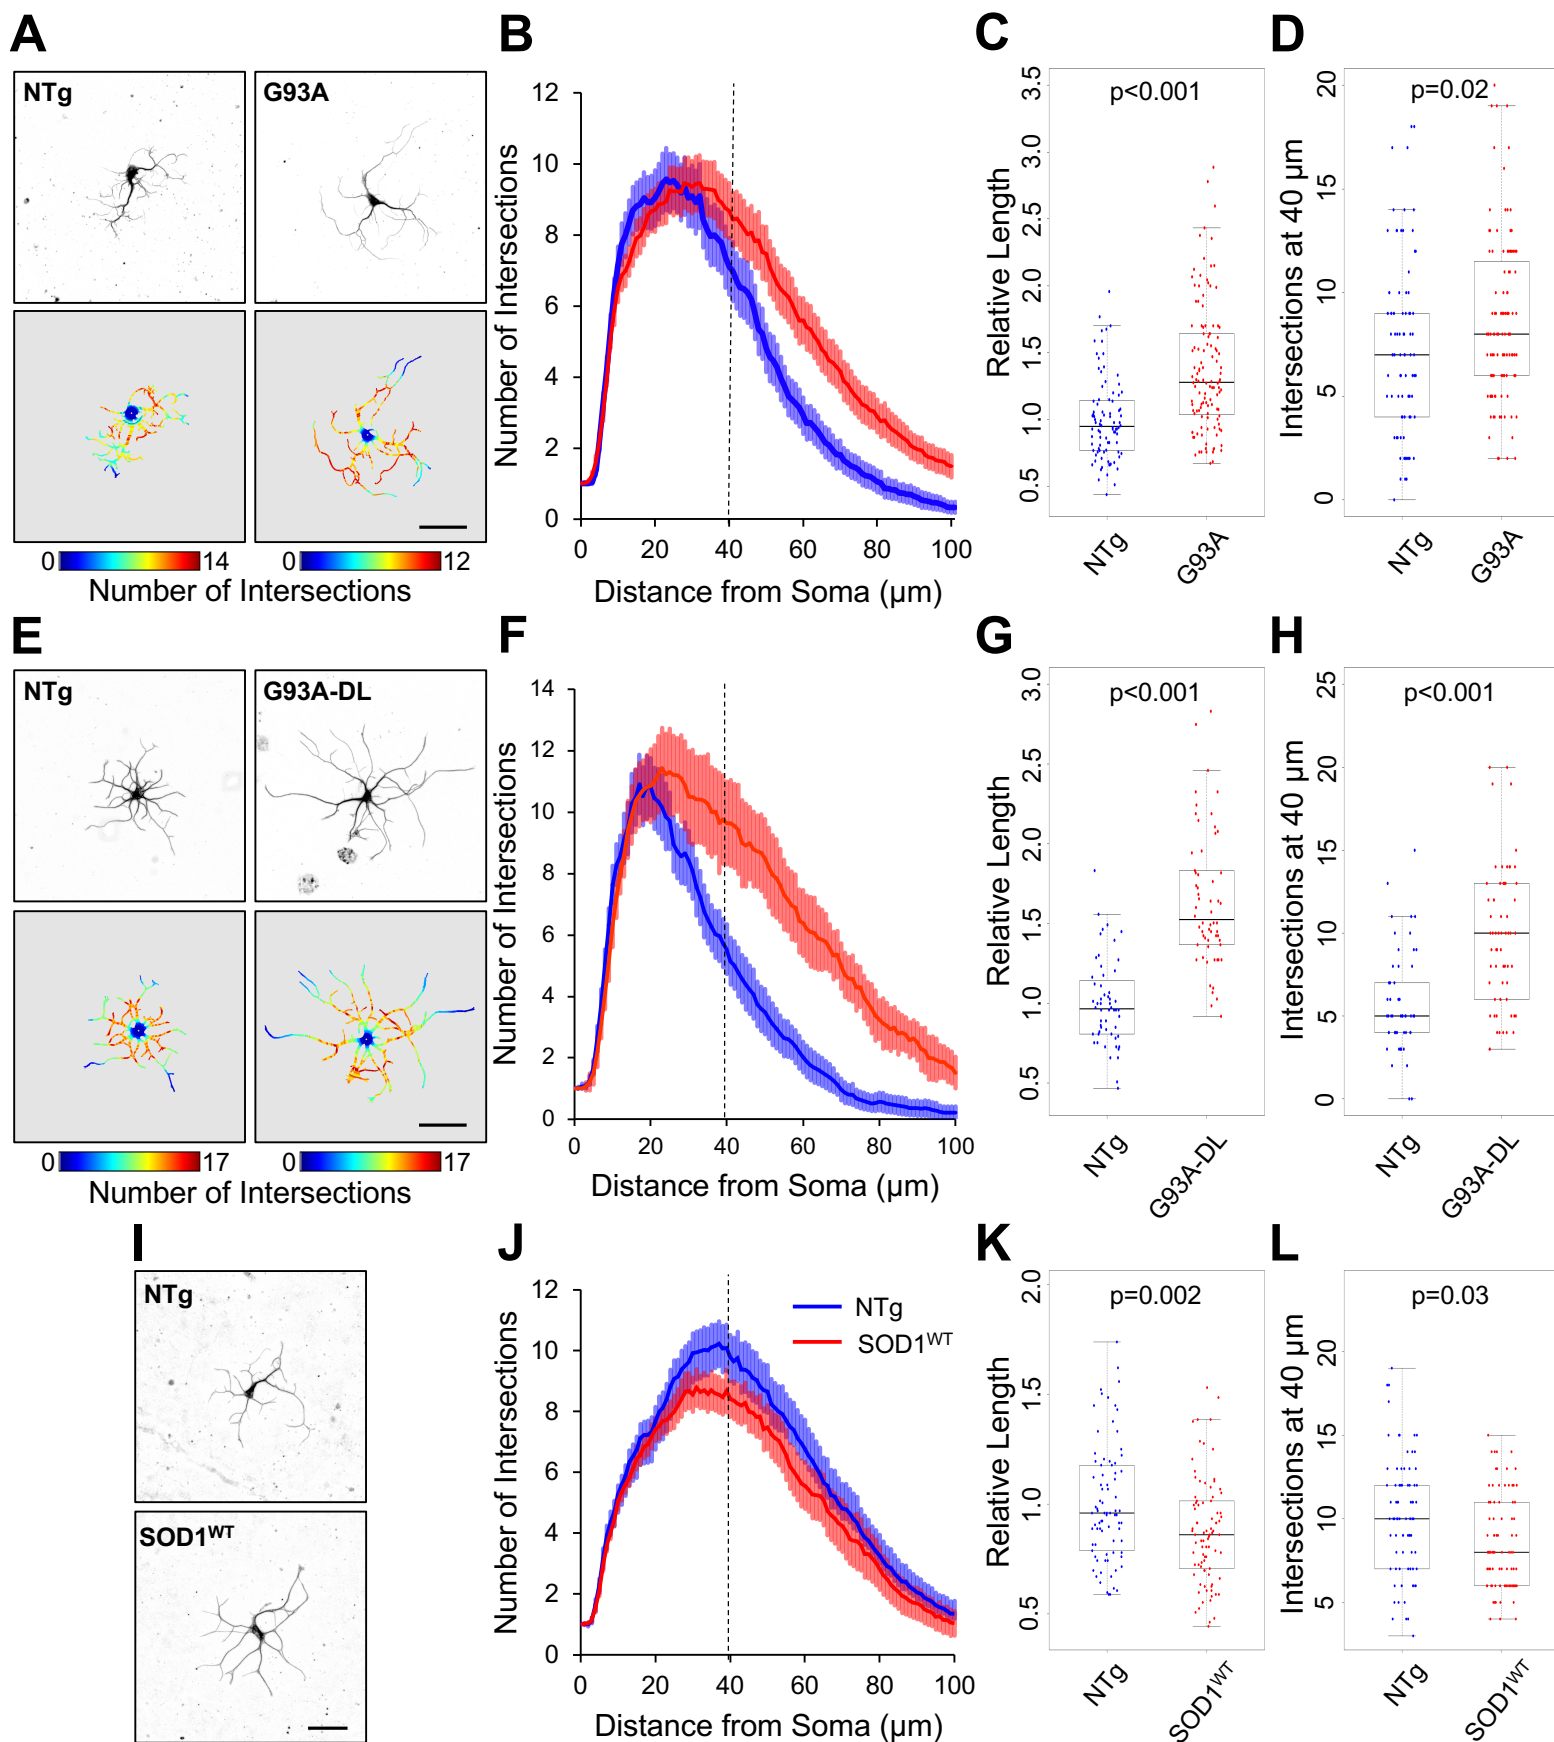 A
B
C
D
NTg
G93A
0
14
0
12
Number of Intersections
12
10
8
6
4
2
0
Number of Intersections
0
20
40
60
80
100
Distance from Soma (µm)
3.5
3.0
2.5
2.0
1.5
1.0
0.5
Relative Length
p<0.001
NTg
G93A
20
15
10
5
0
Intersections at 40 µm
p=0.02
NTg
G93A
E
F
G
H
NTg
G93A-DL
0
17
0
17
Number of Intersections
14
12
10
8
6
4
2
0
Number of Intersections
0
20
40
60
80
100
Distance from Soma (µm)
3.0
2.5
2.0
1.5
1.0
0.5
Relative Length
p<0.001
NTg
G93A-DL
25
20
15
10
5
0
Intersections at 40 µm
p<0.001
NTg
G93A-DL
I
J
K
L
NTg
SOD1WT
12
10
8
6
4
2
0
Number of Intersections
NTg
SOD1WT
0
20
40
60
80
100
Distance from Soma (µm)
2.0
1.5
1.0
0.5
Relative Length
p=0.002
NTg
SOD1WT
20
15
10
5
Intersections at 40 µm
p=0.03
NTg
SOD1WT